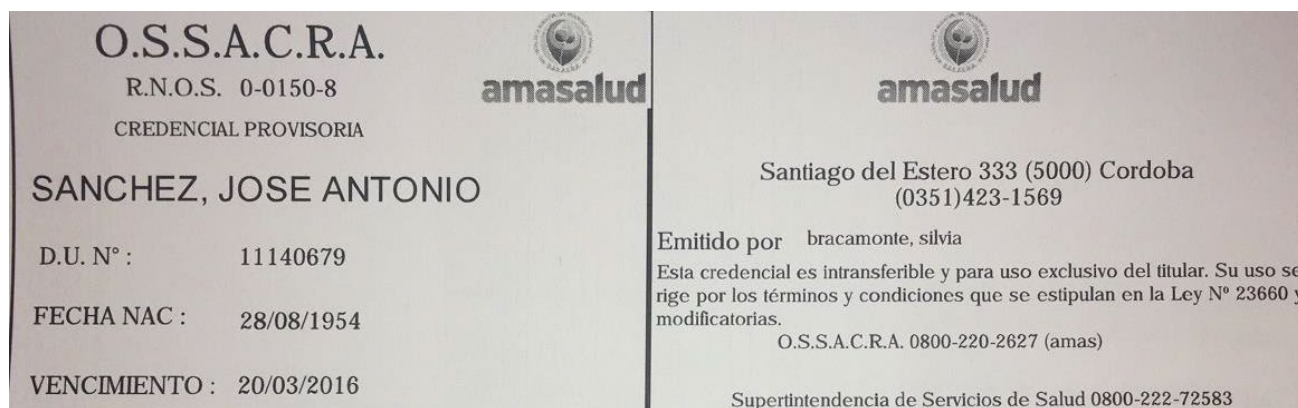 O.S.S.A.C.R.A.
R.N.O.S. 0-0150-8
amasalud
CREDENCIAL PROVISORIA
SANCHEZ, JOSE ANTONIO
D.U. N° : 11140679
FECHA NAC : 28/08/1954
VENCIMIENTO : 20/03/2016
amasalud
Santiago del Estero 333 (5000) Cordoba
(0351)423-1569
Emitido por bracamonte, silvia
Esta credencial es intransferible y para uso exclusivo del titular. Su uso se
rige por los términos y condiciones que se estipulan en la Ley Nº 23660 y
modificatorias.
O.S.S.A.C.R.A. 0800-220-2627 (amas)
Supertintendencia de Servicios de Salud 0800-222-72583